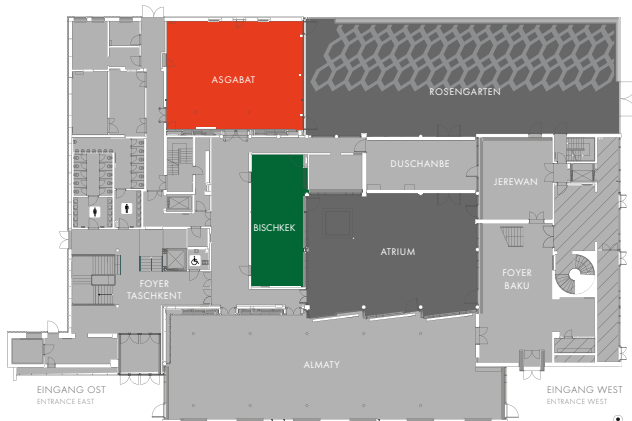 ASGABAT
ROSENGARTEN
DUSCHANBE
JEREWAN
BISCHKEK
ATRIUM
FOYER
TASCHKENT
FOYER
BAKU
ALMATY
EINGANG OST
ENTRANCE EAST
EINGANG WEST
ENTRANCE WEST